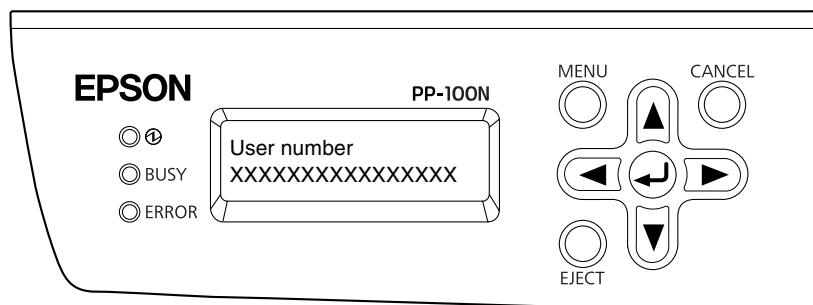 EPSON
PP-100N
BUSY
ERROR
User number
XXXXXXXXXXXXXXXX
MENU
CANCEL
EJECT